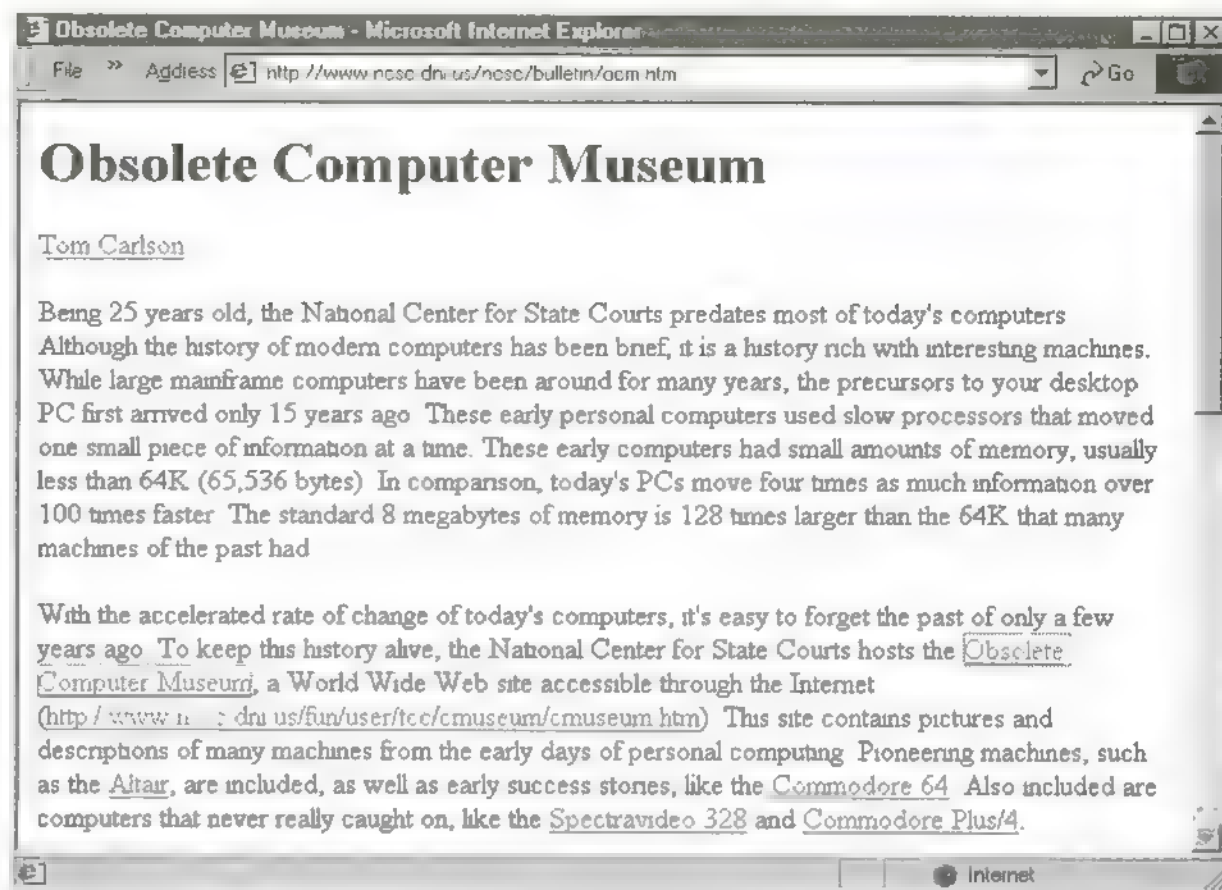 Obsolete Computer Museum - Microsoft Internet Explorer
File » Address http //www ncsc dni us/ncsc/bulletin/ocm htm Go
Obsolete Computer Museum
Tom Carlson
Being 25 years old, the National Center for State Courts predates most of today's computers
Although the history of modern computers has been brief, it is a history rich with interesting machines.
While large mainframe computers have been around for many years, the precursors to your desktop
PC first arrived only 15 years ago These early personal computers used slow processors that moved
one small piece of information at a time. These early computers had small amounts of memory, usually
less than 64K (65,536 bytes) In comparison, today's PCs move four times as much information over
100 times faster The standard 8 megabytes of memory is 128 times larger than the 64K that many
machines of the past had
With the accelerated rate of change of today's computers, it's easy to forget the past of only a few
years ago To keep this history alive, the National Center for State Courts hosts the Obsolete
Computer Museum, a World Wide Web site accessible through the Internet
(http / www dni us/fun/user/tcc/cmuseum/cmuseum htm) This site contains pictures and
descriptions of many machines from the early days of personal computing Pioneering machines, such
as the Altair, are included, as well as early success stories, like the Commodore 64 Also included are
computers that never really caught on, like the Spectravideo 328 and Commodore Plus/4.
Internet